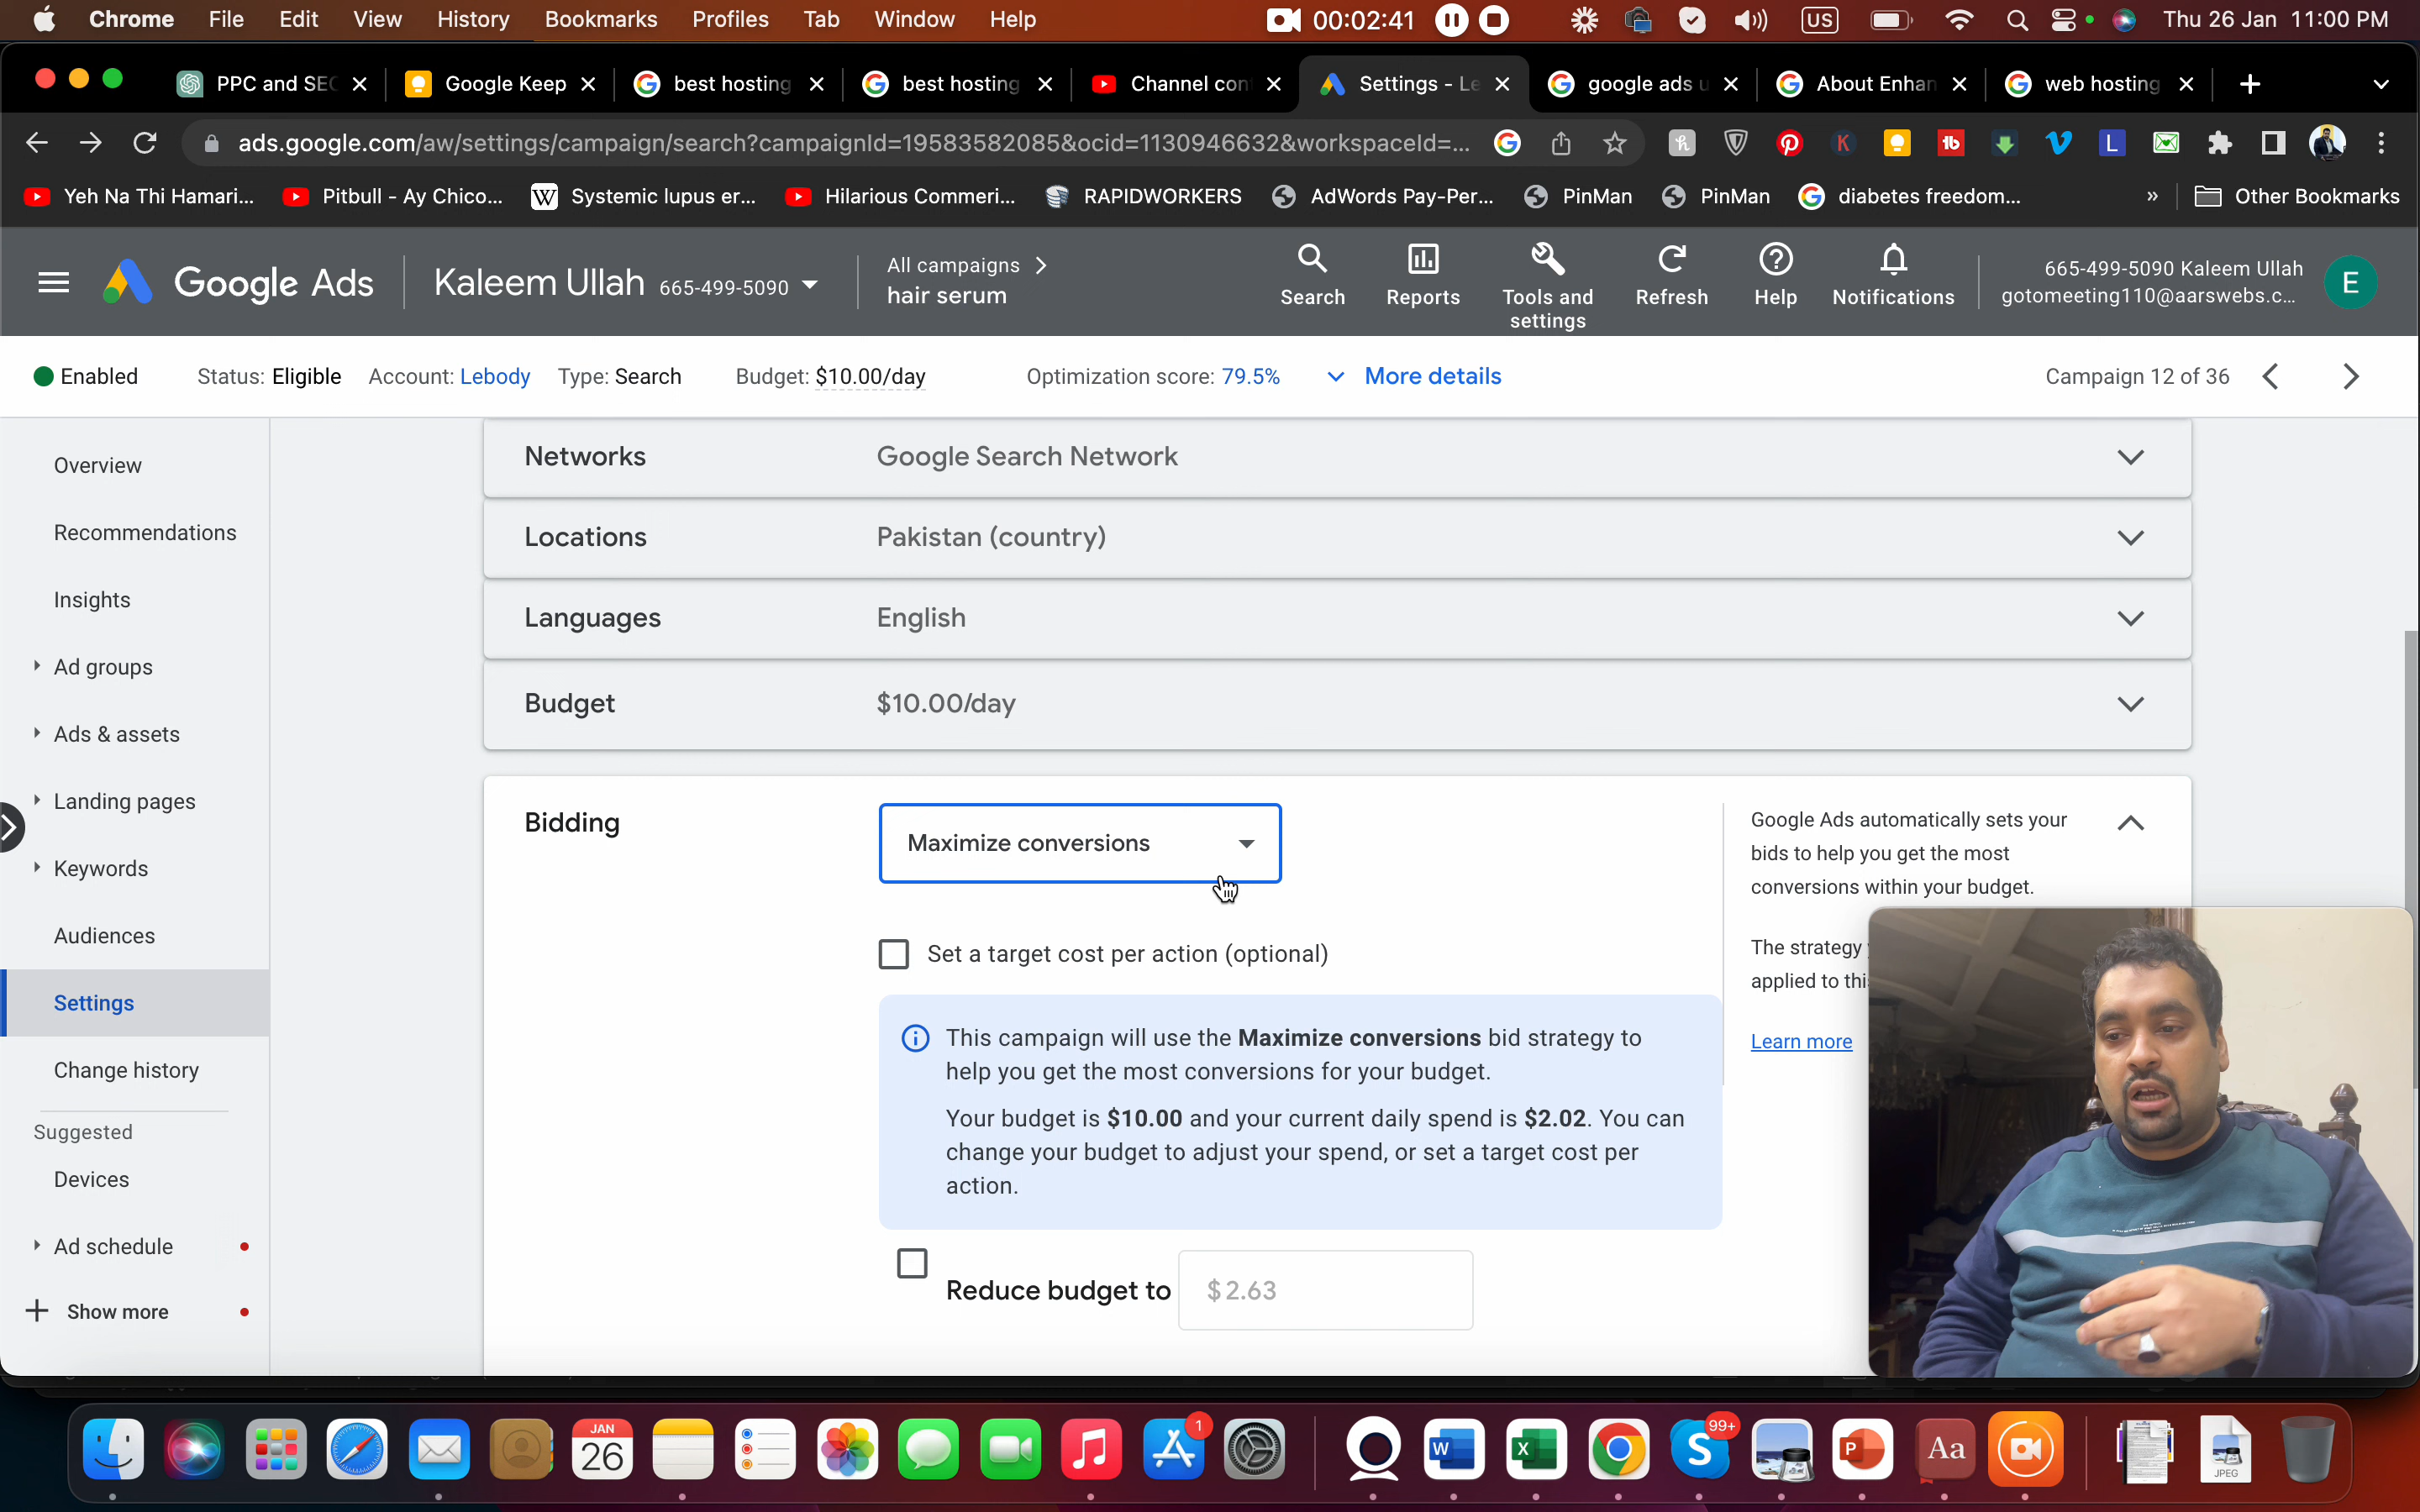 Chrome File Edit View History Bookmarks Profiles Tab Window Help 00:02:41 US Thu 26 Jan 11:00 PM
PPC and SEC Google Keep best hosting best hosting Channel con Settings - Le google ads u About Enhan web hosting
ads.google.com/aw/settings/campaign/search?campaignId=19583582085&ocid=1130946632&workspaceId=...
Yeh Na Thi Hamari... Pitbull - Ay Chico... Systemic lupus er... Hilarious Commeri... RAPIDWORKERS AdWords Pay-Per... PinMan PinMan diabetes freedom... » Other Bookmarks
Google Ads Kaleem Ullah 665-499-5090
All campaigns
hair serum
Search Reports Tools and settings Refresh Help Notifications
665-499-5090 Kaleem Ullah
gotomeeting110@aarswebs.c...
E
Enabled Status: Eligible Account: Lebody Type: Search Budget: $10.00/day Optimization score: 79.5% More details Campaign 12 of 36
Overview
Recommendations
Insights
Ad groups
Ads & assets
Landing pages
Keywords
Audiences
Settings
Change history
Suggested
Devices
Ad schedule
Show more
Networks Google Search Network
Locations Pakistan (country)
Languages English
Budget $10.00/day
Bidding Maximize conversions
Set a target cost per action (optional)
This campaign will use the Maximize conversions bid strategy to
help you get the most conversions for your budget.
Your budget is $10.00 and your current daily spend is $2.02. You can
change your budget to adjust your spend, or set a target cost per
action.
Reduce budget to $2.63
Google Ads automatically sets your
bids to help you get the most
conversions within your budget.
The strategy
applied to thi
Learn more
JAN
26
1
W
X
S
99+
P
Aa
JPEG